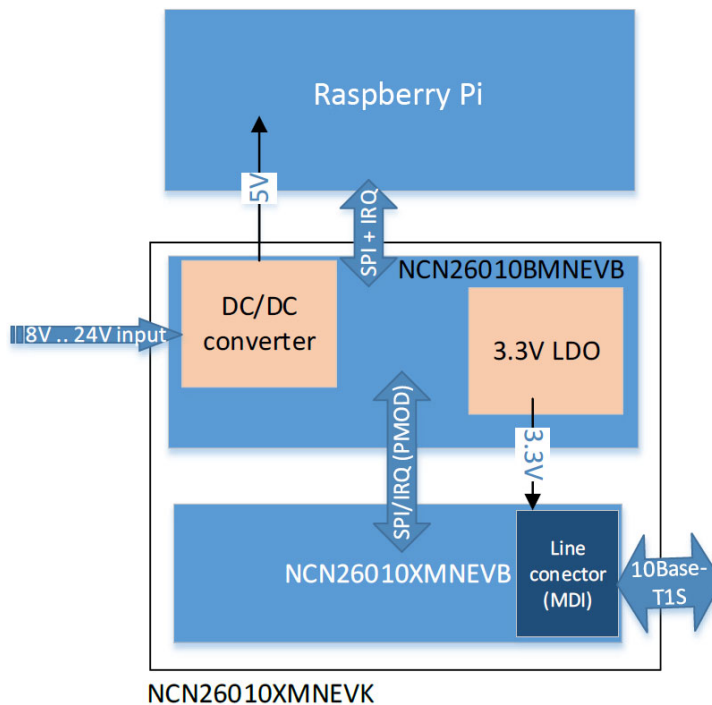 Raspberry Pi
5V
SPI + IRQ
NCN26010BMNEVB
DC/DC
converter
8V .. 24V input
3.3V LDO
3.3V
SPI/IRQ (PMOD)
NCN26010XMNEVB
Line
conector
(MDI)
10Base-
T1S
NCN26010XMNEVK